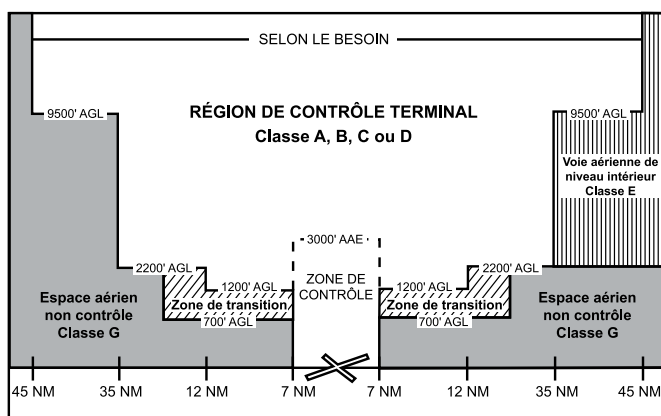 SELON LE BESOIN
9500' AGL
RÉGION DE CONTRÔLE TERMINAL
Classe A, B, C ou D
9500' AGL
Voie aérienne de
niveau intérieur
Classe E
3000' AAE
ZONE DE
CONTRÔLE
2200' AGL
1200' AGL
Zone de transition
700' AGL
Espace aérien
non contrôle
Classe G
2200' AGL
1200' AGL
Zone de transition
700' AGL
Espace aérien
non contrôle
Classe G
45 NM 35 NM 12 NM 7 NM 7 NM 12 NM 35 NM 45 NM